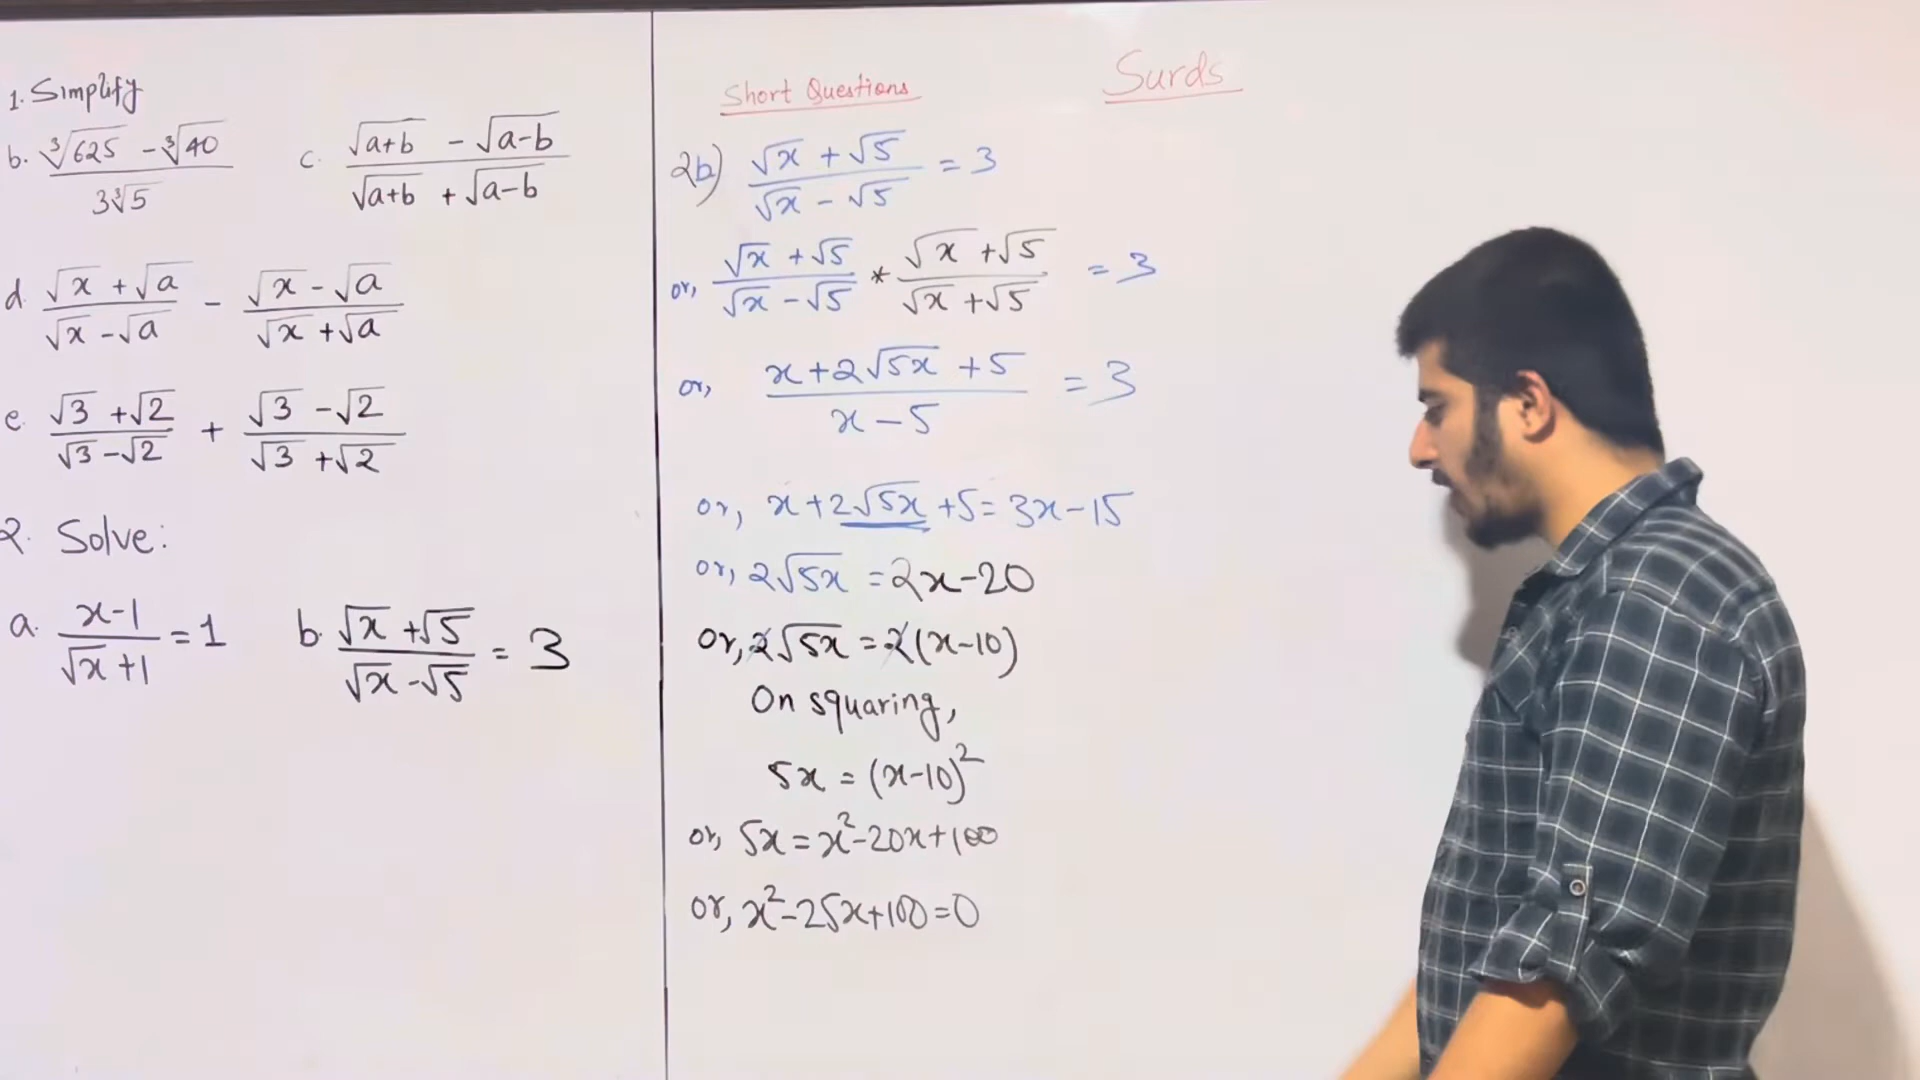 1. Simplify
b. (∛625 - ∛40)/(3∛5) c. (√(a+b) - √(a-b))/(√(a+b) + √(a-b))
d. (√x + √a)/(√x - √a) - (√x - √a)/(√x + √a)
e. (√3 + √2)/(√3 - √2) + (√3 - √2)/(√3 + √2)
2. Solve:
a. (x-1)/(√x + 1) = 1 b. (√x + √5)/(√x - √5) = 3
Short Questions
Surds
2b) (√x + √5)/(√x - √5) = 3
or, (√x + √5)/(√x - √5) * (√x + √5)/(√x + √5) = 3
or, (x + 2√5x + 5)/(x - 5) = 3
or, x + 2√5x + 5 = 3x - 15
or, 2√5x = 2x - 20
or, 2√5x = 2(x - 10)
On squaring,
5x = (x - 10)²
or, 5x = x² - 20x + 100
or, x² - 25x + 100 = 0